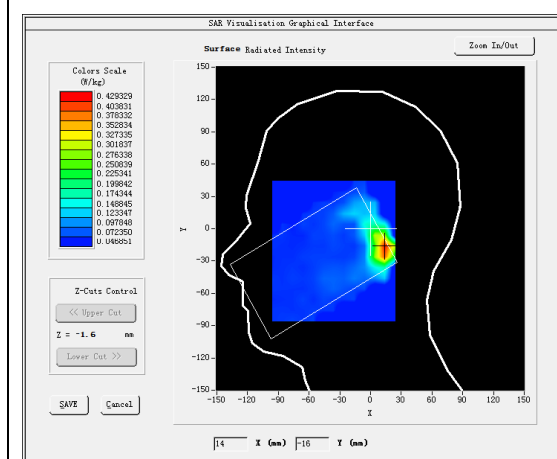 SAR Visualisation Graphical Interface
Surface Radiated Intensity
Zoom In/Out
Colors Scale
(W/kg)
0.429329
0.403831
0.378332
0.352834
0.327335
0.301837
0.276338
0.250839
0.225341
0.199842
0.174344
0.148845
0.123347
0.097848
0.072350
0.046851
150
120
90
60
30
0
-30
-60
-90
-120
-150
Y
-150 -120 -90 -60 -30 0 30 60 90 120 150
X
Z-Cuts Control
<< Upper Cut
Z = -1.6 mm
Lower Cut >>
SAVE Cancel
14 X (mm) -16 Y (mm)